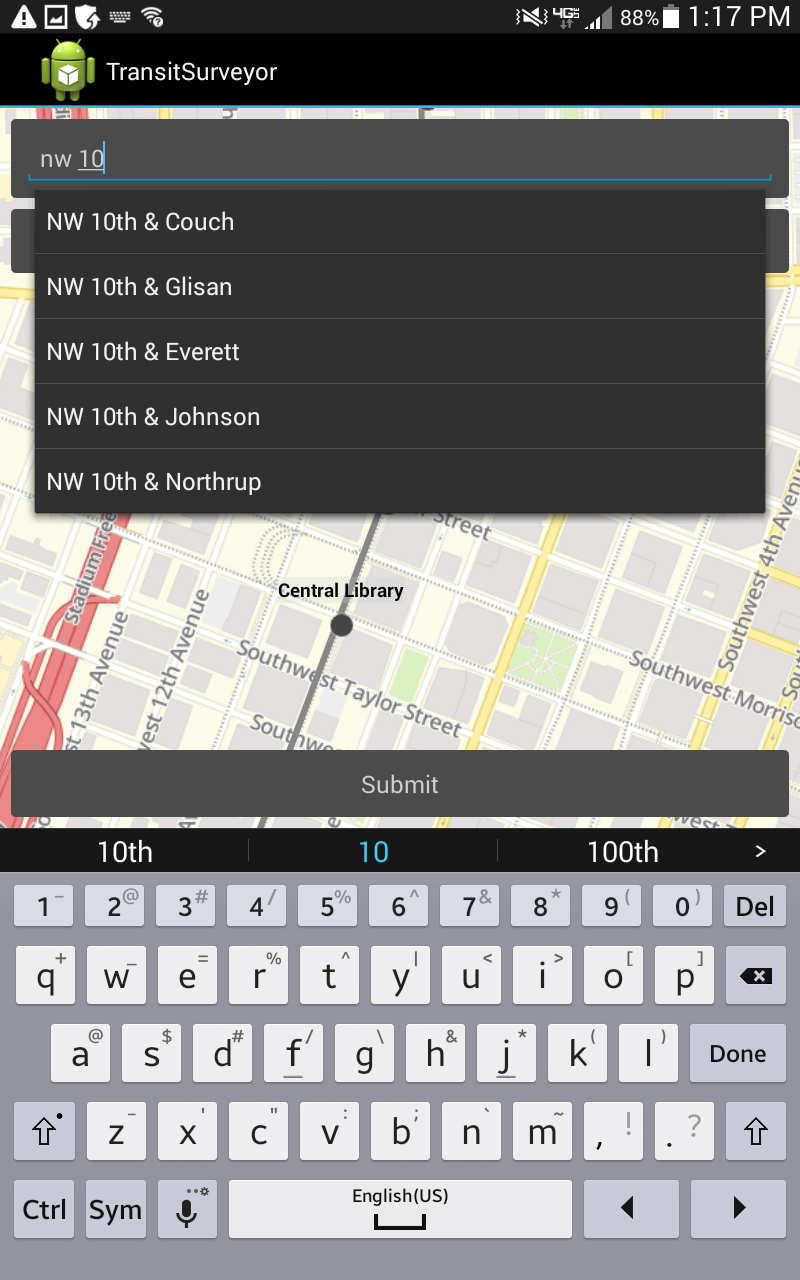 4G 88% 1:17 PM
TransitSurveyor
nw 10
NW 10th & Couch
NW 10th & Glisan
NW 10th & Everett
NW 10th & Johnson
NW 10th & Northrup
Street
Stadium Free
Central Library
Southwest 4th Avenue
13th Avenue
west 12th Avenue
Southwest Taylor Street
Southwest Morris
Southwe
Submit
10th 10 100th >
1 _ 2 @ 3 # 4 / 5 % 6 ^ 7 & 8 * 9 ( 0 ) Del
q + w _ e = r % t ^ y | u < i > o [ p ]
a @ s $ d # f / g \ h & j * k ( l ) Done
z - x ' c " v : b ; n ` m ~ , ! . ?
Ctrl Sym English(US)